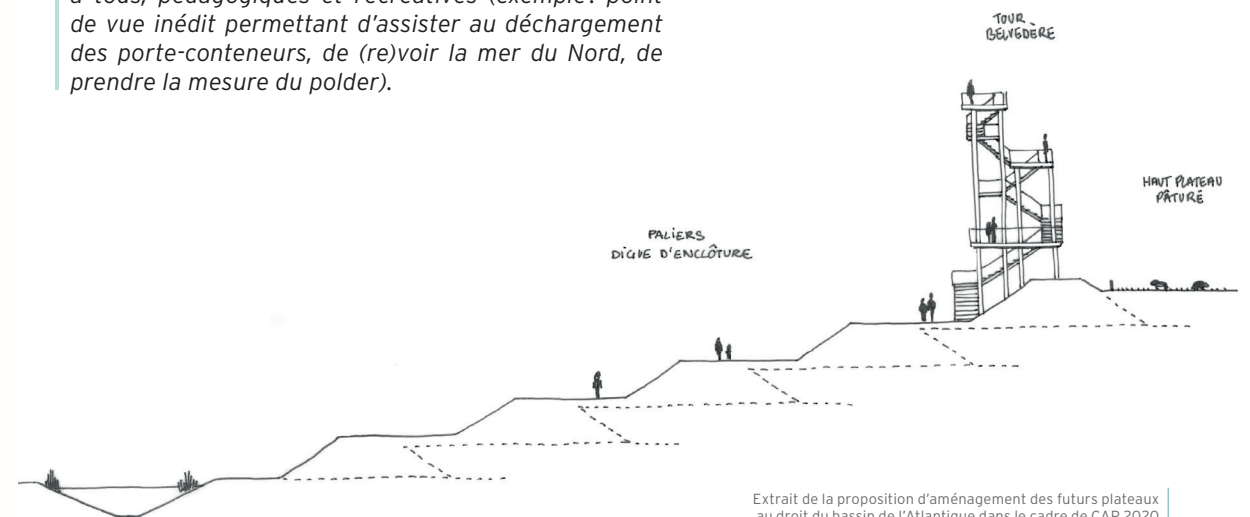 à tous, pédagogiques et récréatives (exemple: point
de vue inédit permettant d'assister au déchargement
des porte-conteneurs, de (re)voir la mer du Nord, de
prendre la mesure du polder).
TOUR
BELVEDERE
HAUT PLATEAU
PÂTURÉ
PALIERS
DIGUE D'ENCLÔTURE
Extrait de la proposition d'aménagement des futurs plateaux
au droit du bassin de l'Atlantique dans le cadre de CAP 2020